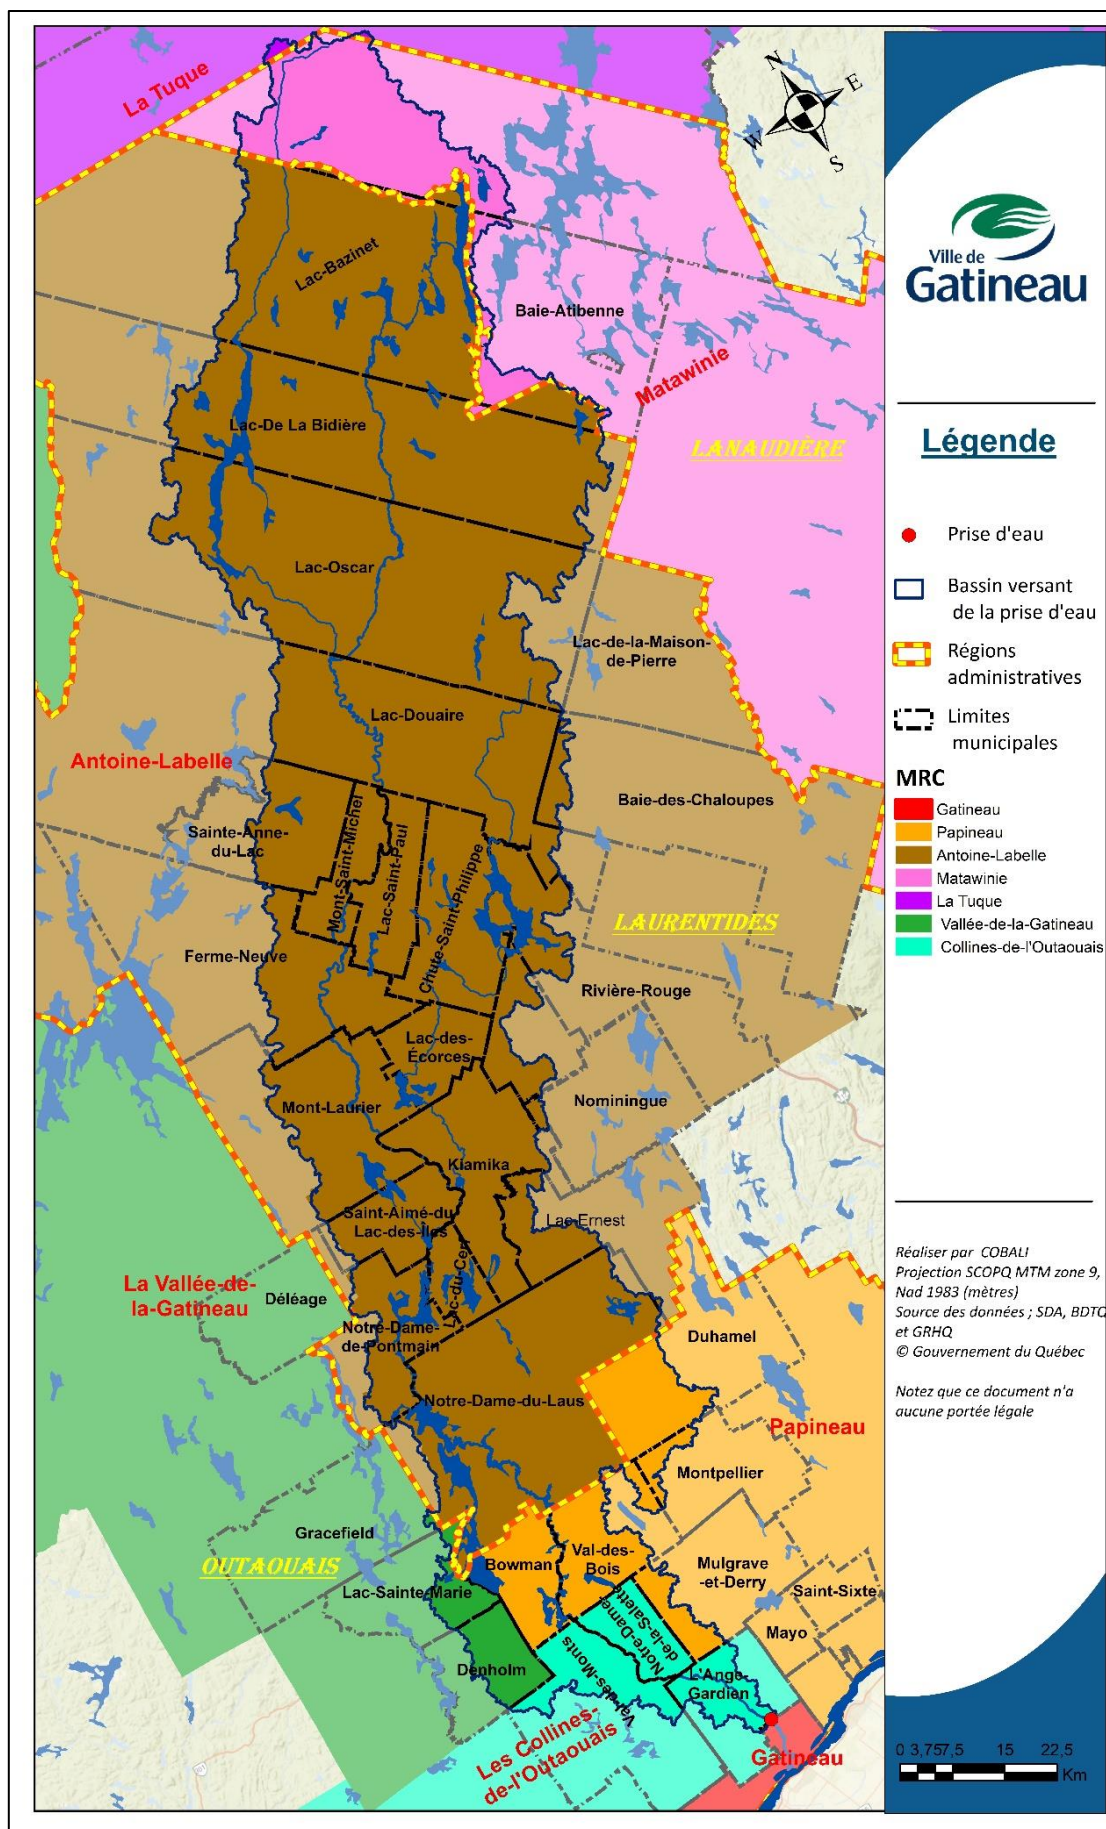 La Tuque
N
E
W
S
Ville de
Gatineau
Lac-Bazinet
Baie-Atibenne
Matawinie
Lac-De La Bidière
LANAUDIÈRE
Légende
Prise d'eau
Lac-Oscar
Bassin versant
de la prise d'eau
Lac-de-la-Maison-
de-Pierre
Régions
administratives
Lac-Douaire
Limites
municipales
Antoine-Labelle
MRC
Baie-des-Chaloupes
Gatineau
Papineau
Antoine-Labelle
Matawinie
La Tuque
Vallée-de-la-Gatineau
Collines-de-l'Outaouais
Sainte-Anne-
du-Lac
Mont-Saint-Michel
Lac-Saint-Paul
Chute-Saint-Philippe
LAURENTIDES
Ferme-Neuve
Rivière-Rouge
Lac-des-
Écorces
Mont-Laurier
Nominingue
Kiamika
Saint-Aimé-du
Lac-des-Îles
Lac-Ernest
Lac-du-Cerf
La Vallée-de-
la-Gatineau
Déléage
Notre-Dame-
de-Pontmain
Duhamel
Notre-Dame-du-Laus
Papineau
Réaliser par COBALI
Projection SCOPQ MTM zone 9,
Nad 1983 (mètres)
Source des données ; SDA, BDTQ
et GRHQ
© Gouvernement du Québec
Notez que ce document n'a
aucune portée légale
Montpellier
Gracefield
OUTAOUAIS
Bowman
Val-des-
Bois
Mulgrave
-et-Derry
Lac-Sainte-Marie
Saint-Sixte
Notre-Dame-
de-la-Salette
Mayo
Denholm
Val-des-Monts
L'Ange-
Gardien
Les Collines-
de-l'Outaouais
Gatineau
0 3,757,5 15 22,5
Km